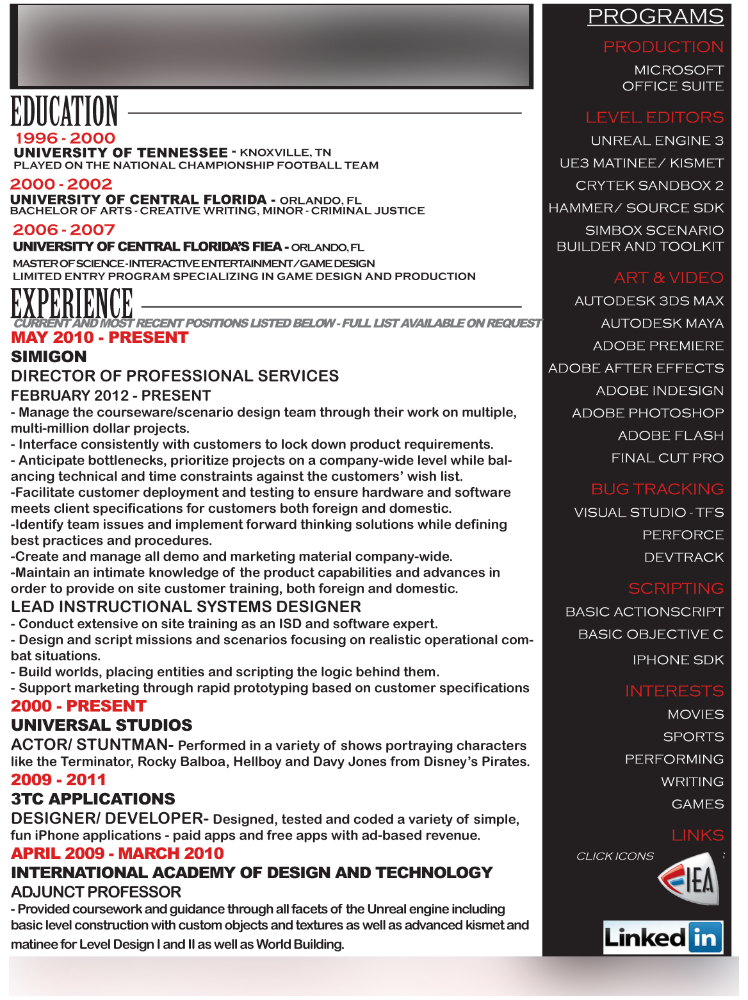 EDUCATION
1996 - 2000
UNIVERSITY OF TENNESSEE - KNOXVILLE, TN
PLAYED ON THE NATIONAL CHAMPIONSHIP FOOTBALL TEAM
2000 - 2002
UNIVERSITY OF CENTRAL FLORIDA - ORLANDO, FL
BACHELOR OF ARTS - CREATIVE WRITING, MINOR - CRIMINAL JUSTICE
2006 - 2007
UNIVERSITY OF CENTRAL FLORIDA'S FIEA - ORLANDO, FL
MASTER OF SCIENCE - INTERACTIVE ENTERTAINMENT/GAME DESIGN
LIMITED ENTRY PROGRAM SPECIALIZING IN GAME DESIGN AND PRODUCTION
EXPERIENCE
CURRENT AND MOST RECENT POSITIONS LISTED BELOW - FULL LIST AVAILABLE ON REQUEST
MAY 2010 - PRESENT
SIMIGON
DIRECTOR OF PROFESSIONAL SERVICES
FEBRUARY 2012 - PRESENT
- Manage the courseware/scenario design team through their work on multiple,
multi-million dollar projects.
- Interface consistently with customers to lock down product requirements.
- Anticipate bottlenecks, prioritize projects on a company-wide level while bal-
ancing technical and time constraints against the customers' wish list.
-Facilitate customer deployment and testing to ensure hardware and software
meets client specifications for customers both foreign and domestic.
-Identify team issues and implement forward thinking solutions while defining
best practices and procedures.
-Create and manage all demo and marketing material company-wide.
-Maintain an intimate knowledge of the product capabilities and advances in
order to provide on site customer training, both foreign and domestic.
LEAD INSTRUCTIONAL SYSTEMS DESIGNER
- Conduct extensive on site training as an ISD and software expert.
- Design and script missions and scenarios focusing on realistic operational com-
bat situations.
- Build worlds, placing entities and scripting the logic behind them.
- Support marketing through rapid prototyping based on customer specifications
2000 - PRESENT
UNIVERSAL STUDIOS
ACTOR/ STUNTMAN- Performed in a variety of shows portraying characters
like the Terminator, Rocky Balboa, Hellboy and Davy Jones from Disney's Pirates.
2009 - 2011
3TC APPLICATIONS
DESIGNER/ DEVELOPER- Designed, tested and coded a variety of simple,
fun iPhone applications - paid apps and free apps with ad-based revenue.
APRIL 2009 - MARCH 2010
INTERNATIONAL ACADEMY OF DESIGN AND TECHNOLOGY
ADJUNCT PROFESSOR
- Provided coursework and guidance through all facets of the Unreal engine including
basic level construction with custom objects and textures as well as advanced kismet and
matinee for Level Design I and II as well as World Building.
PROGRAMS
PRODUCTION
MICROSOFT
OFFICE SUITE
LEVEL EDITORS
UNREAL ENGINE 3
UE3 MATINEE/ KISMET
CRYTEK SANDBOX 2
HAMMER/ SOURCE SDK
SIMBOX SCENARIO
BUILDER AND TOOLKIT
ART & VIDEO
AUTODESK 3DS MAX
AUTODESK MAYA
ADOBE PREMIERE
ADOBE AFTER EFFECTS
ADOBE INDESIGN
ADOBE PHOTOSHOP
ADOBE FLASH
FINAL CUT PRO
BUG TRACKING
VISUAL STUDIO - TFS
PERFORCE
DEVTRACK
SCRIPTING
BASIC ACTIONSCRIPT
BASIC OBJECTIVE C
IPHONE SDK
INTERESTS
MOVIES
SPORTS
PERFORMING
WRITING
GAMES
LINKS
CLICK ICONS
FIEA
Linked in